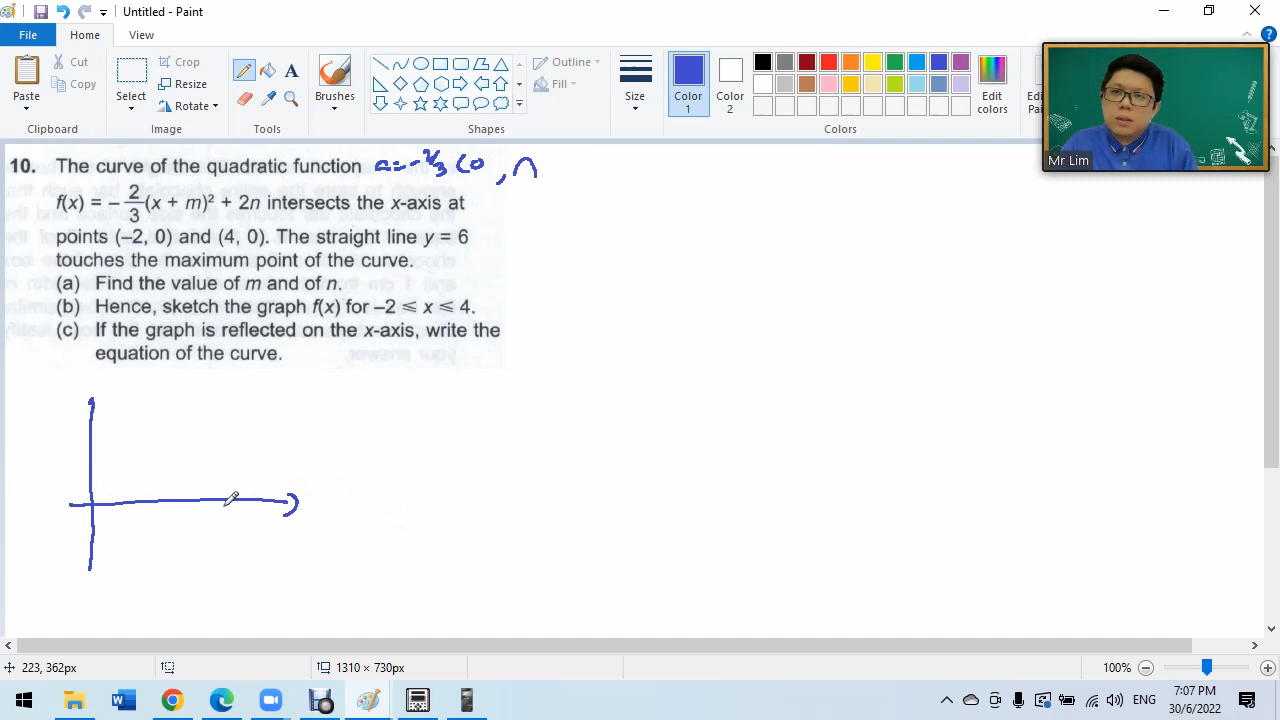 Untitled - Paint
File Home View
Cut
Copy
Paste
Clipboard
Select
Crop
Resize
Rotate
Image
Tools
Brushes
Outline
Fill
Shapes
Size
Color 1
Color 2
Edit colors
Colors
Mr Lim
10. The curve of the quadratic function a = -2/3 < 0 , ∩
f(x) = – 2/3 (x + m)² + 2n intersects the x-axis at
points (–2, 0) and (4, 0). The straight line y = 6
touches the maximum point of the curve.
(a) Find the value of m and of n.
(b) Hence, sketch the graph f(x) for –2 ⩽ x ⩽ 4.
(c) If the graph is reflected on the x-axis, write the
equation of the curve.
223, 362px
1310 × 730px
100%
ENG
7:07 PM
30/6/2022